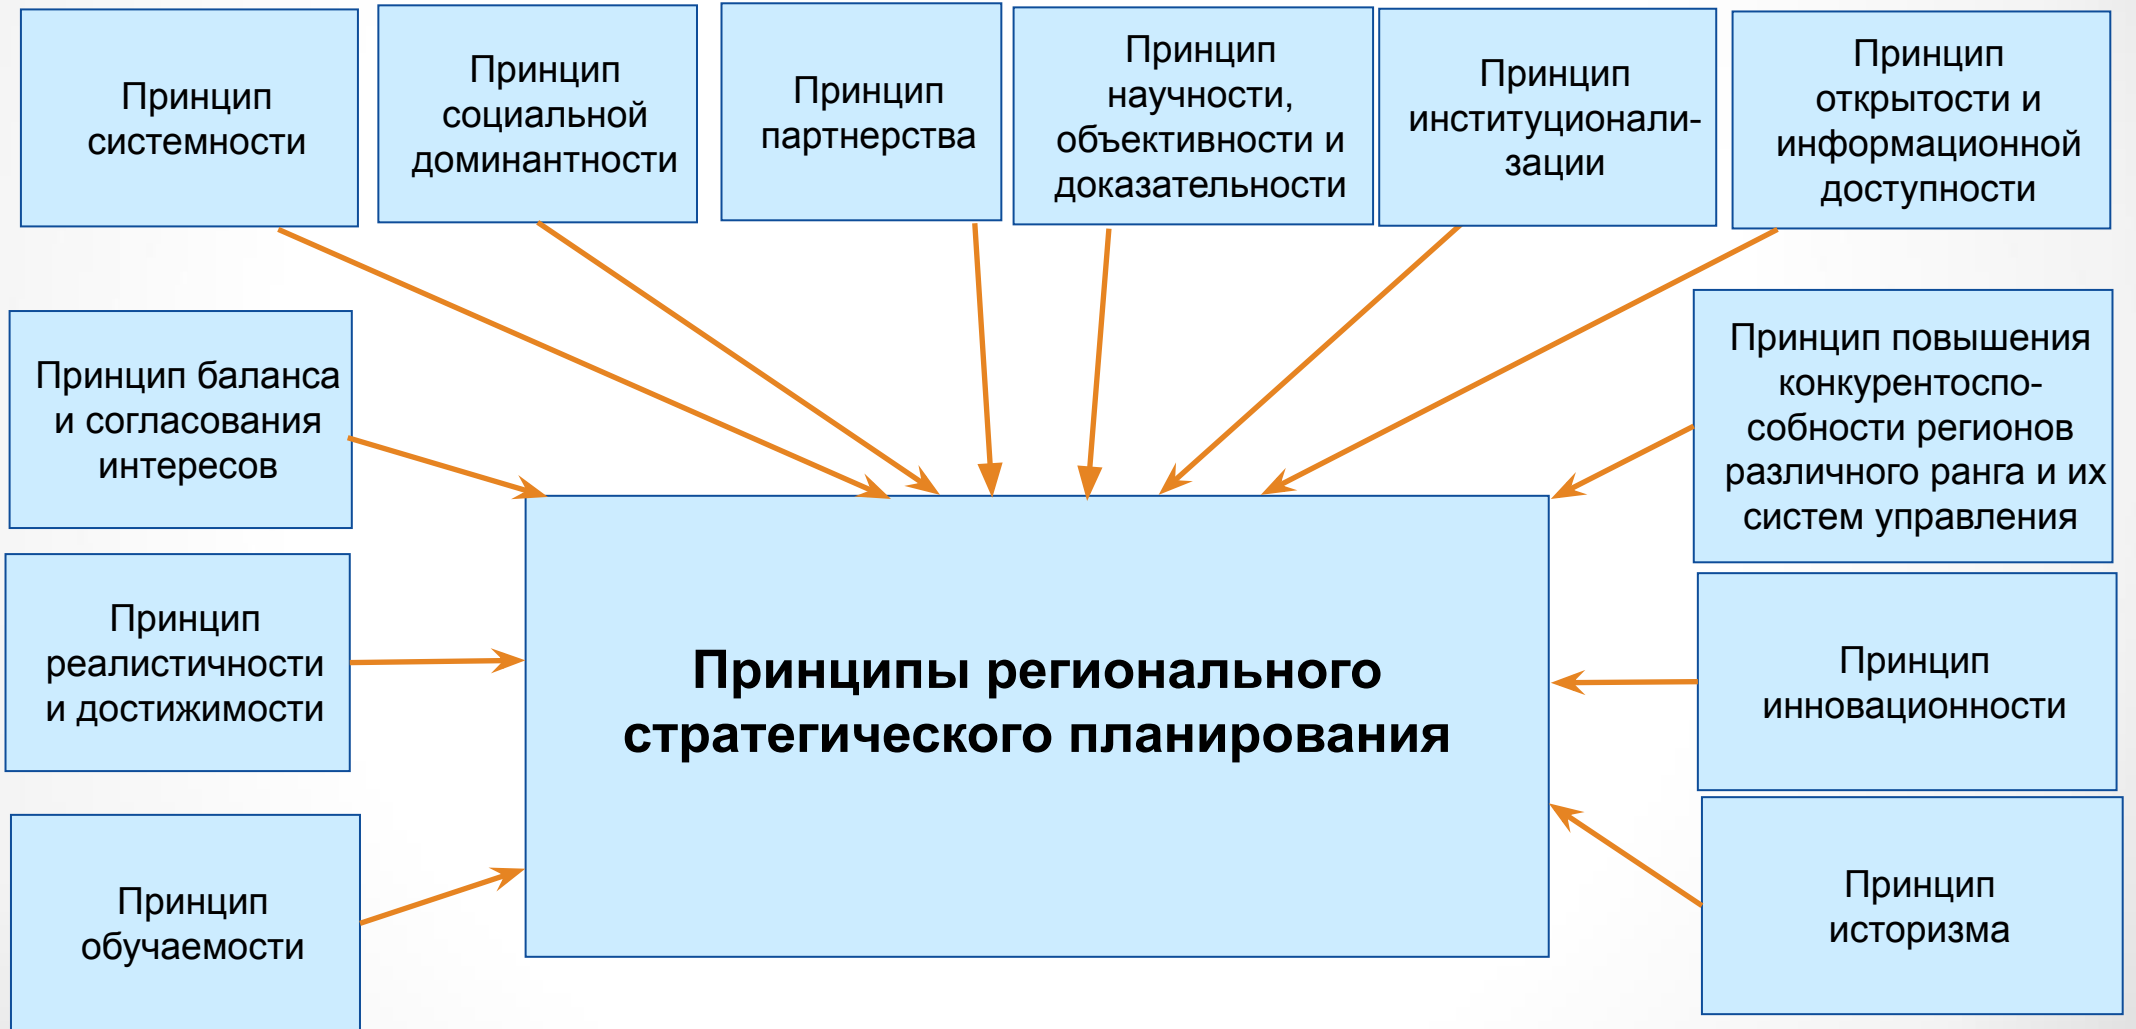 Принцип
системности
Принцип
социальной
доминантности
Принцип
партнерства
Принцип
научности,
объективности и
доказательности
Принцип
институционали-
зации
Принцип
открытости и
информационной
доступности
Принцип баланса
и согласования
интересов
Принцип повышения
конкурентоспо-
собности регионов
различного ранга и их
систем управления
Принцип
реалистичности
и достижимости
Принципы регионального
стратегического планирования
Принцип
инновационности
Принцип
обучаемости
Принцип
историзма